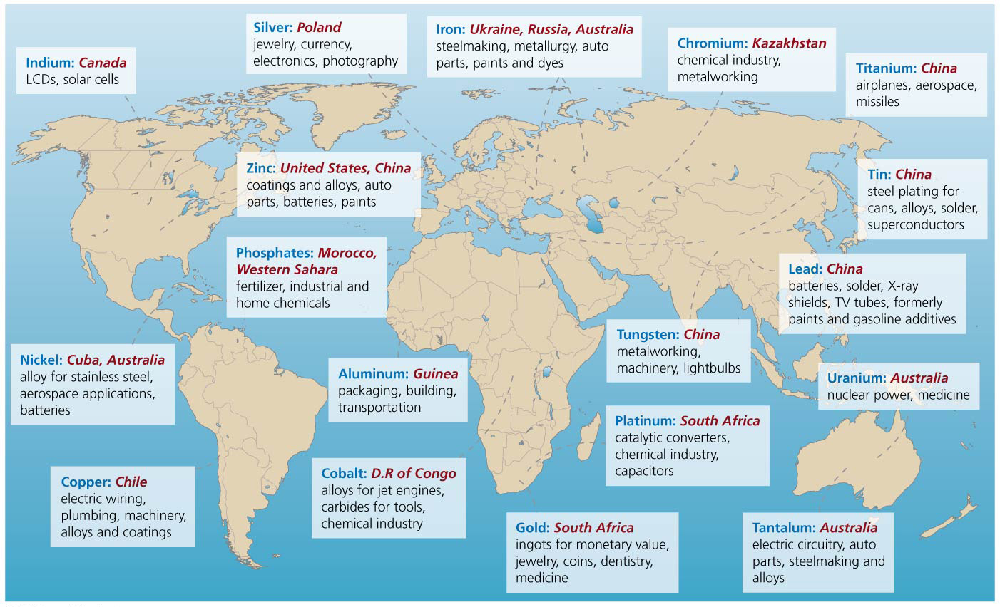 Silver: Poland
jewelry, currency,
electronics, photography
Iron: Ukraine, Russia, Australia
steelmaking, metallurgy, auto
parts, paints and dyes
Chromium: Kazakhstan
chemical industry,
metalworking
Indium: Canada
LCDs, solar cells
Titanium: China
airplanes, aerospace,
missiles
Zinc: United States, China
coatings and alloys, auto
parts, batteries, paints
Tin: China
steel plating for
cans, alloys, solder,
superconductors
Phosphates: Morocco,
Western Sahara
fertilizer, industrial and
home chemicals
Lead: China
batteries, solder, X-ray
shields, TV tubes, formerly
paints and gasoline additives
Tungsten: China
metalworking,
machinery, lightbulbs
Nickel: Cuba, Australia
alloy for stainless steel,
aerospace applications,
batteries
Aluminum: Guinea
packaging, building,
transportation
Uranium: Australia
nuclear power, medicine
Platinum: South Africa
catalytic converters,
chemical industry,
capacitors
Copper: Chile
electric wiring,
plumbing, machinery,
alloys and coatings
Cobalt: D.R of Congo
alloys for jet engines,
carbides for tools,
chemical industry
Gold: South Africa
ingots for monetary value,
jewelry, coins, dentistry,
medicine
Tantalum: Australia
electric circuitry, auto
parts, steelmaking and
alloys